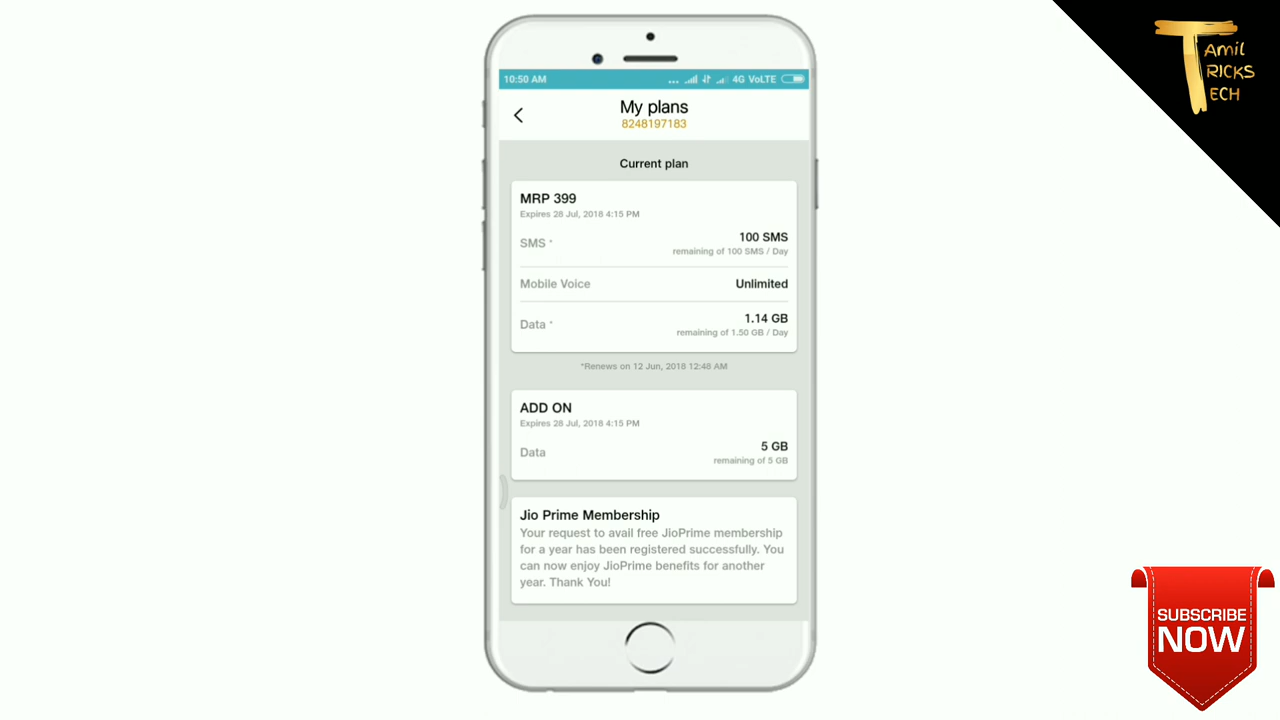 10:50 AM
4G VoLTE
My plans
8248197183
Current plan
MRP 399
Expires 28 Jul, 2018 4:15 PM
SMS *
100 SMS
remaining of 100 SMS / Day
Mobile Voice
Unlimited
Data *
1.14 GB
remaining of 1.50 GB / Day
*Renews on 12 Jun, 2018 12:48 AM
ADD ON
Expires 28 Jul, 2018 4:15 PM
Data
5 GB
remaining of 5 GB
Jio Prime Membership
Your request to avail free JioPrime membership
for a year has been registered successfully. You
can now enjoy JioPrime benefits for another
year. Thank You!
TAmil
TRICKS
TECH
SUBSCRIBE
NOW